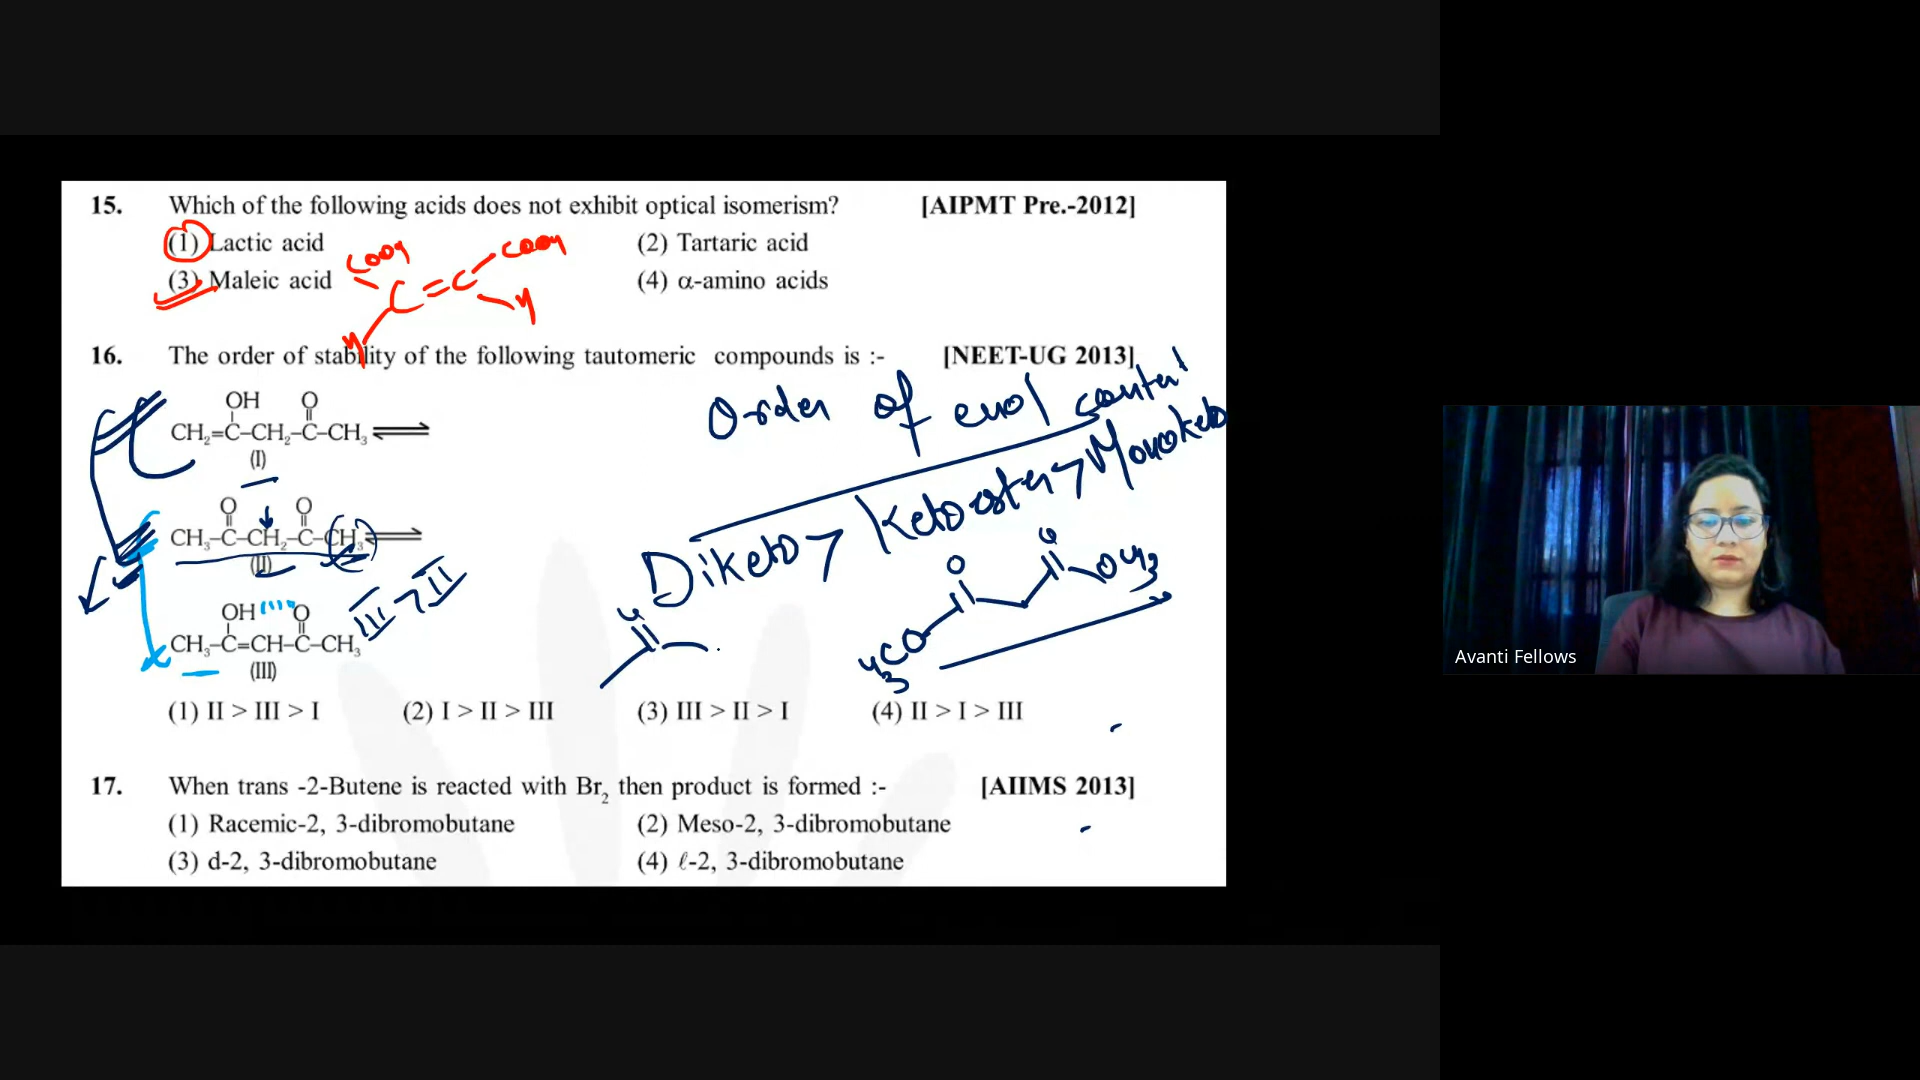 15. Which of the following acids does not exhibit optical isomerism? [AIPMT Pre.-2012]
(1) Lactic acid (2) Tartaric acid
(3) Maleic acid (4) α-amino acids
COOH C=C COOH
H H
16. The order of stability of the following tautomeric compounds is :- [NEET-UG 2013]
Order of enol content
Diketo > Ketoester > Monoketo
OH O
CH₂=C–CH₂–C–CH₃ ⇌
(I)
O O
CH₃–C–CH₂–C–CH₃ ⇌
(II)
III > II
OH O
CH₃–C=CH–C–CH₃
(III)
O O OCH₃
H₃CO
(1) II > III > I (2) I > II > III (3) III > II > I (4) II > I > III
17. When trans -2-Butene is reacted with Br₂ then product is formed :- [AIIMS 2013]
(1) Racemic-2, 3-dibromobutane (2) Meso-2, 3-dibromobutane
(3) d-2, 3-dibromobutane (4) ℓ-2, 3-dibromobutane
Avanti Fellows